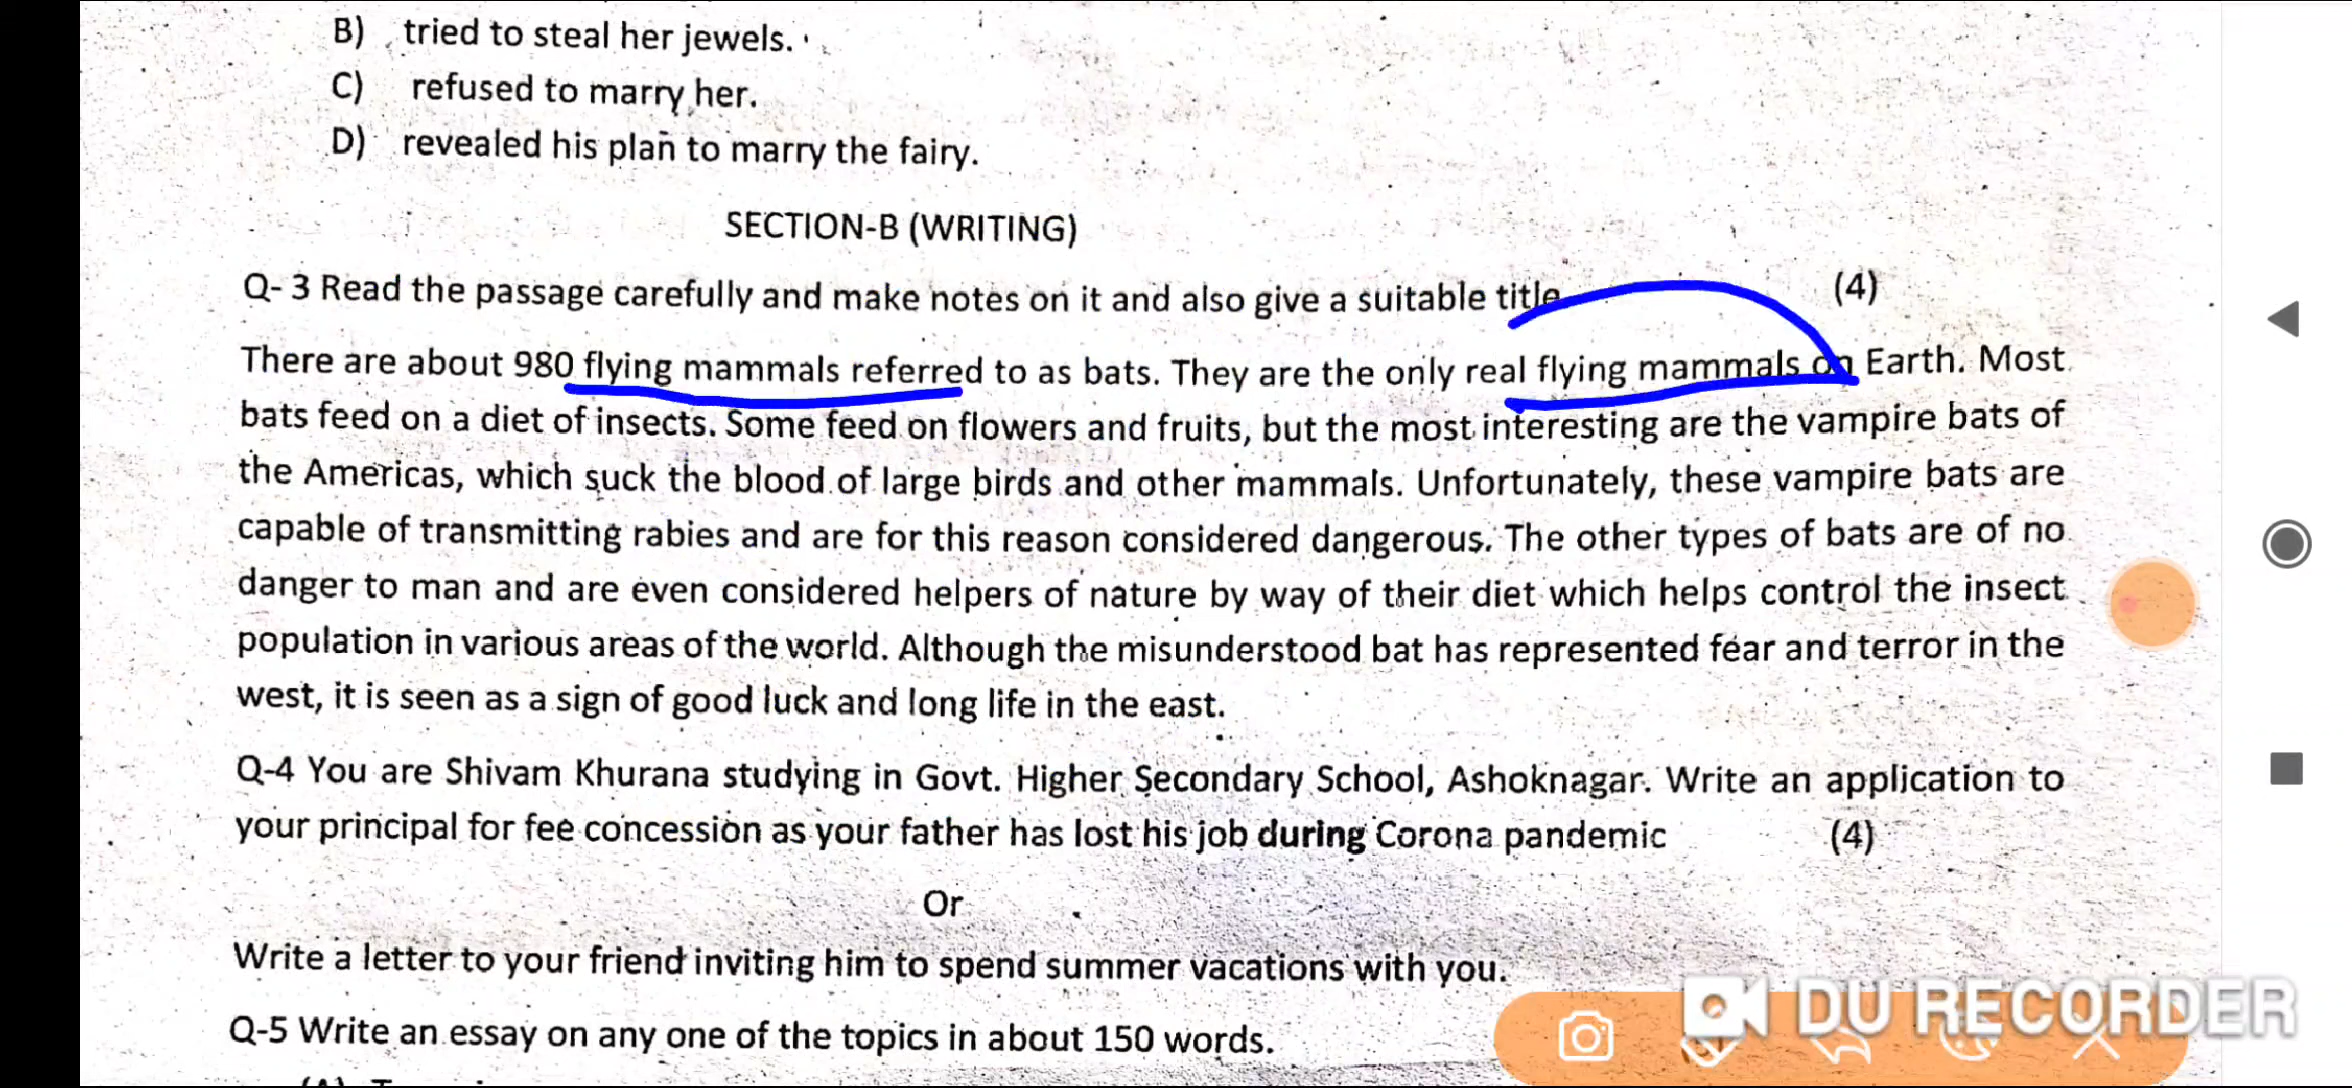 B) tried to steal her jewels.
C) refused to marry her.
D) revealed his plan to marry the fairy.
SECTION-B (WRITING)
Q- 3 Read the passage carefully and make notes on it and also give a suitable title (4)
There are about 980 flying mammals referred to as bats. They are the only real flying mammals on Earth. Most
bats feed on a diet of insects. Some feed on flowers and fruits, but the most interesting are the vampire bats of
the Americas, which suck the blood of large birds and other mammals. Unfortunately, these vampire bats are
capable of transmitting rabies and are for this reason considered dangerous. The other types of bats are of no
danger to man and are even considered helpers of nature by way of their diet which helps control the insect
population in various areas of the world. Although the misunderstood bat has represented fear and terror in the
west, it is seen as a sign of good luck and long life in the east.
Q-4 You are Shivam Khurana studying in Govt. Higher Secondary School, Ashoknagar. Write an application to
your principal for fee concession as your father has lost his job during Corona pandemic (4)
Or
Write a letter to your friend inviting him to spend summer vacations with you.
Q-5 Write an essay on any one of the topics in about 150 words.
DU RECORDER